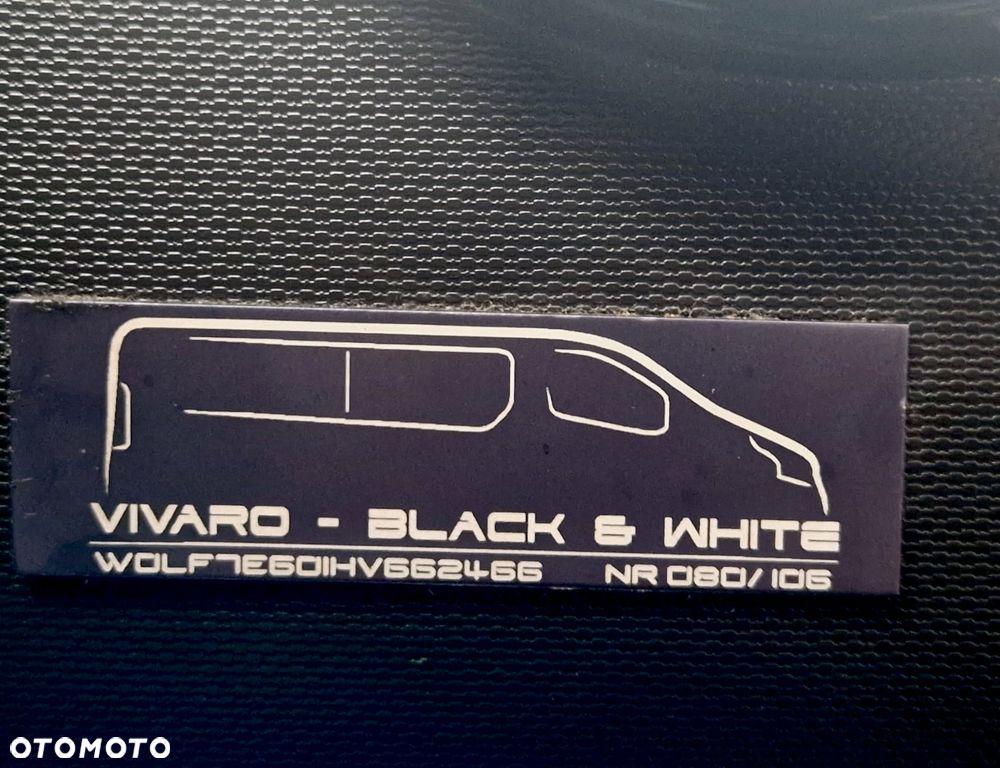 VIVARO - BLACK & WHITE
W0LF7E601HV662466 NR 080/106
OTOMOTO